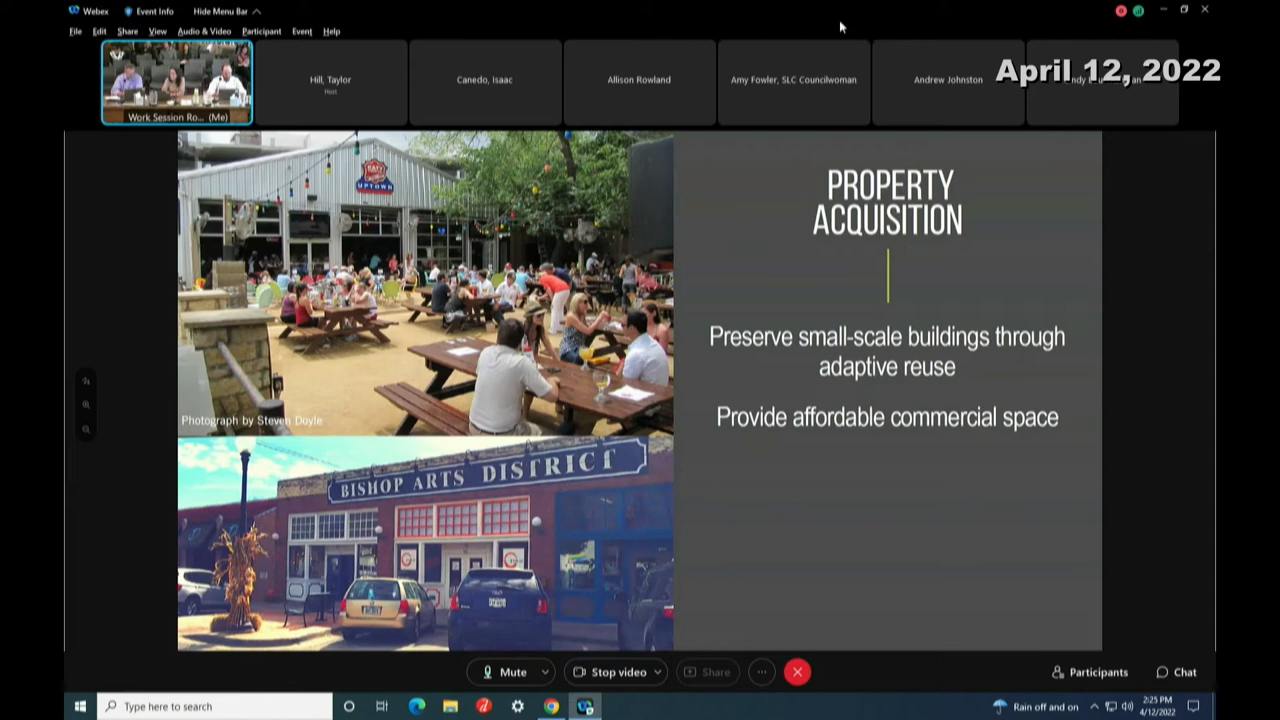 Webex
Event Info
Hide Menu Bar
File Edit Share View Audio & Video Participant Event Help
Work Session Ro... (Me)
Hill, Taylor
Host
Canedo, Isaac
Allison Rowland
Amy Fowler, SLC Councilwoman
Andrew Johnston
April 12, 2022
KATY
UPTOWN
Photograph by Steven Doyle
BISHOP ARTS DISTRICT
PROPERTY
ACQUISITION
Preserve small-scale buildings through
adaptive reuse
Provide affordable commercial space
Mute
Stop video
Share
Participants
Chat
Type here to search
Rain off and on
2:25 PM
4/12/2022